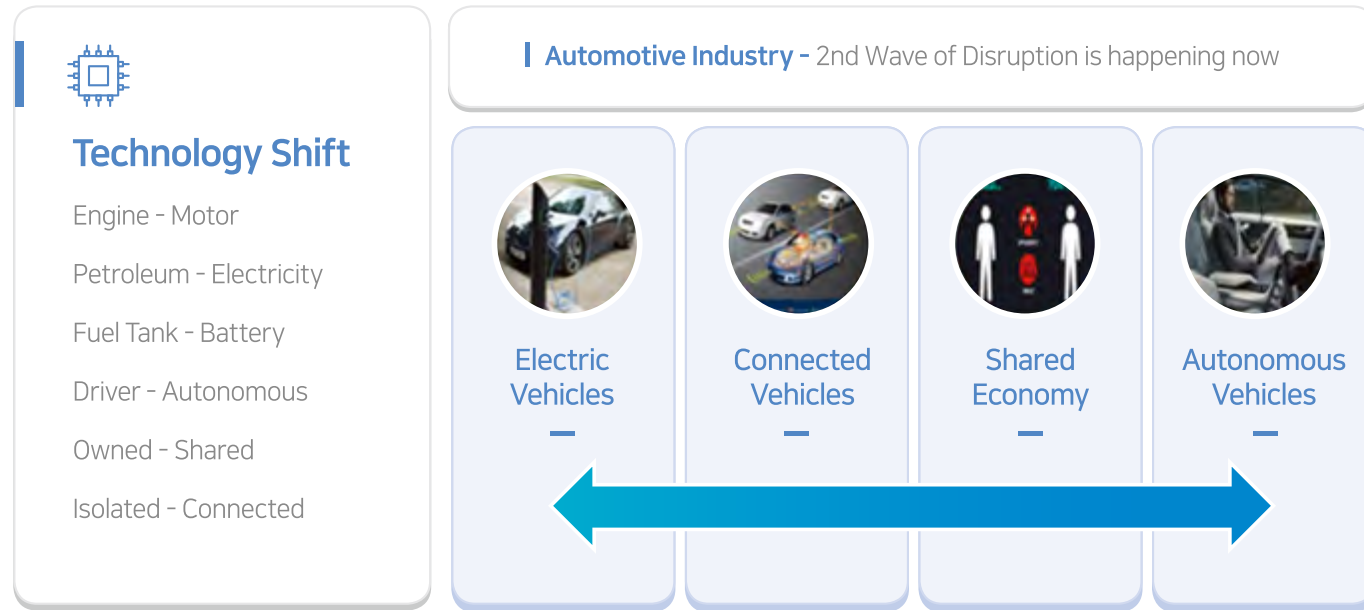 Technology Shift
Engine - Motor
Petroleum - Electricity
Fuel Tank - Battery
Driver - Autonomous
Owned - Shared
Isolated - Connected
Automotive Industry - 2nd Wave of Disruption is happening now
Electric
Vehicles
Connected
Vehicles
Shared
Economy
Autonomous
Vehicles